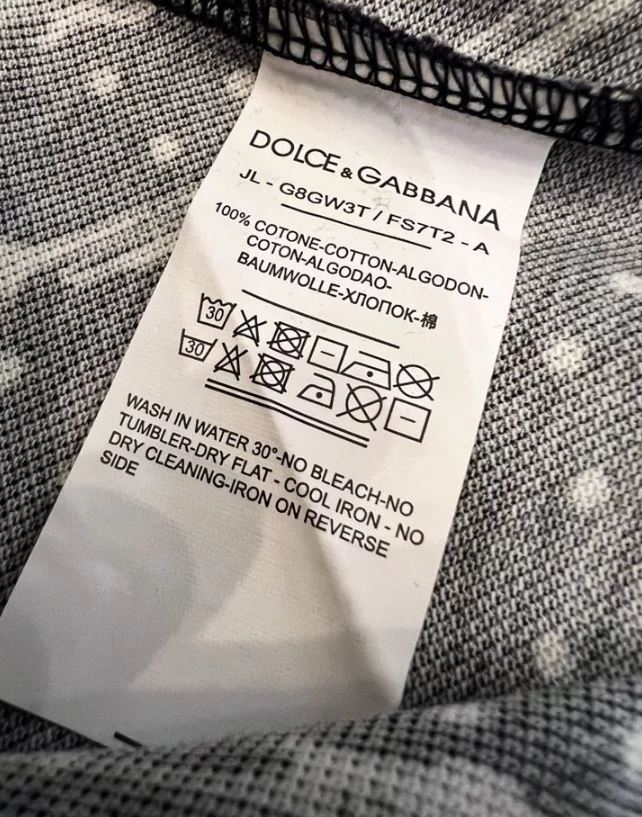 DOLCE & GABBANA
JL - G8GW3T / FS7T2 - A
100% COTONE-COTTON-ALGODON-
COTON-ALGODAO-
BAUMWOLLE-ХЛОПОК-棉
30
30
WASH IN WATER 30°-NO BLEACH-NO
TUMBLER-DRY FLAT - COOL IRON - NO
DRY CLEANING-IRON ON REVERSE
SIDE